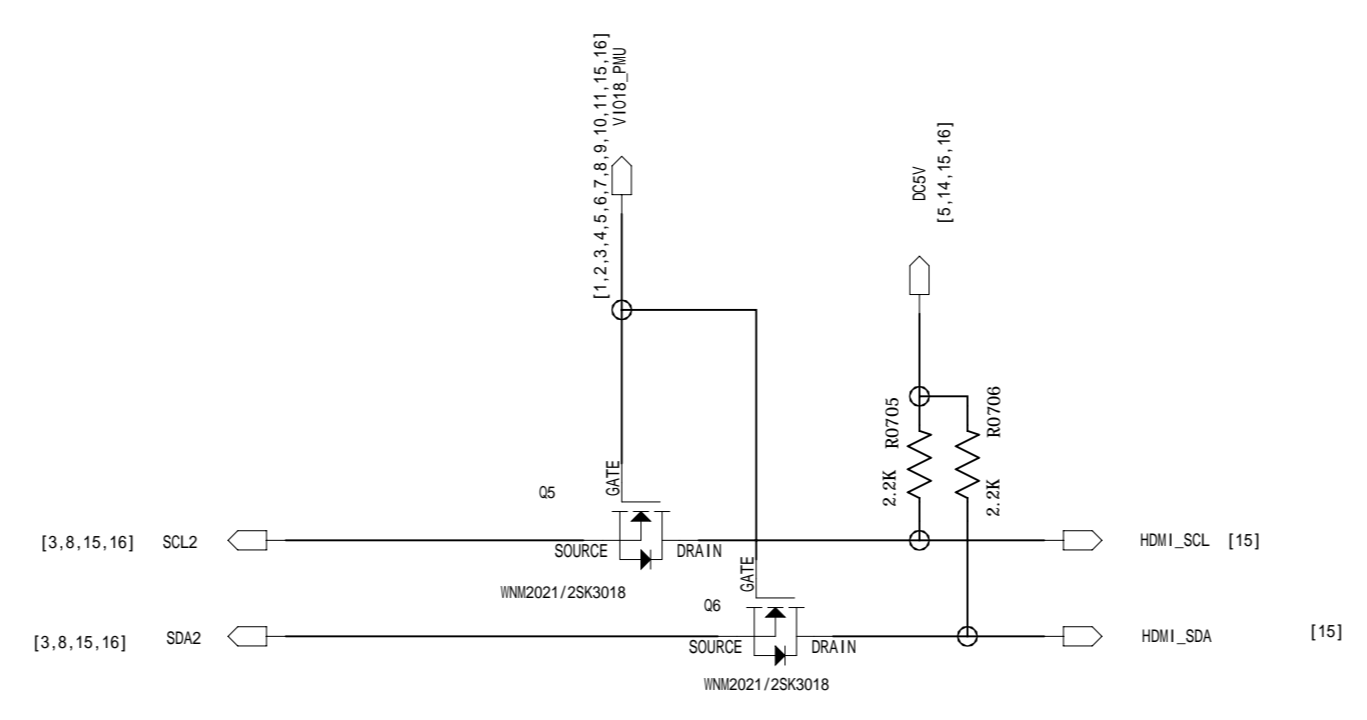 [1,2,3,4,5,6,7,8,9,10,11,15,16]
VIO18_PMU
DC5V
[5,14,15,16]
R0705
2.2K
R0706
2.2K
GATE
Q5
[3,8,15,16] SCL2
SOURCE DRAIN
HDMI_SCL [15]
WNM2021/2SK3018
GATE
Q6
[3,8,15,16] SDA2
SOURCE DRAIN
HDMI_SDA [15]
WNM2021/2SK3018